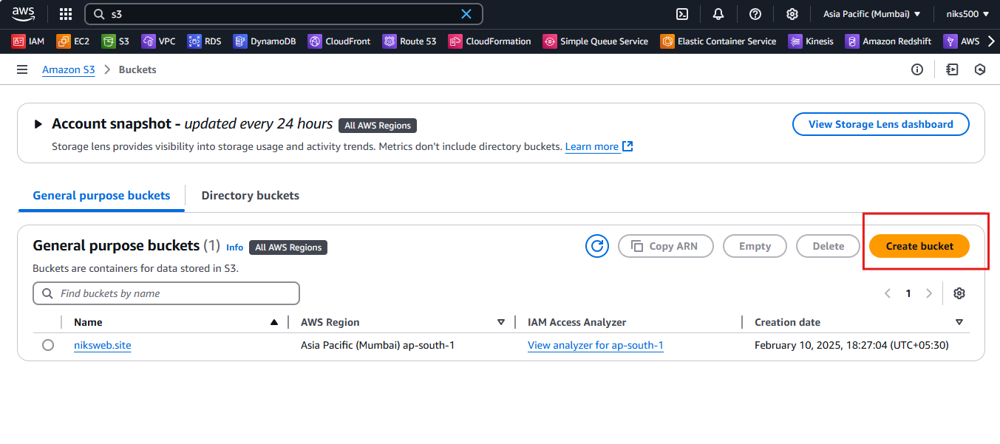 aws
s3
Asia Pacific (Mumbai)
niks500
IAM
EC2
S3
VPC
RDS
DynamoDB
CloudFront
Route 53
CloudFormation
Simple Queue Service
Elastic Container Service
Kinesis
Amazon Redshift
AWS
Amazon S3
Buckets
Account snapshot - updated every 24 hours
All AWS Regions
View Storage Lens dashboard
Storage lens provides visibility into storage usage and activity trends. Metrics don't include directory buckets. Learn more
General purpose buckets
Directory buckets
General purpose buckets (1)
Info
All AWS Regions
Copy ARN
Empty
Delete
Create bucket
Buckets are containers for data stored in S3.
Find buckets by name
1
Name
AWS Region
IAM Access Analyzer
Creation date
niksweb.site
Asia Pacific (Mumbai) ap-south-1
View analyzer for ap-south-1
February 10, 2025, 18:27:04 (UTC+05:30)